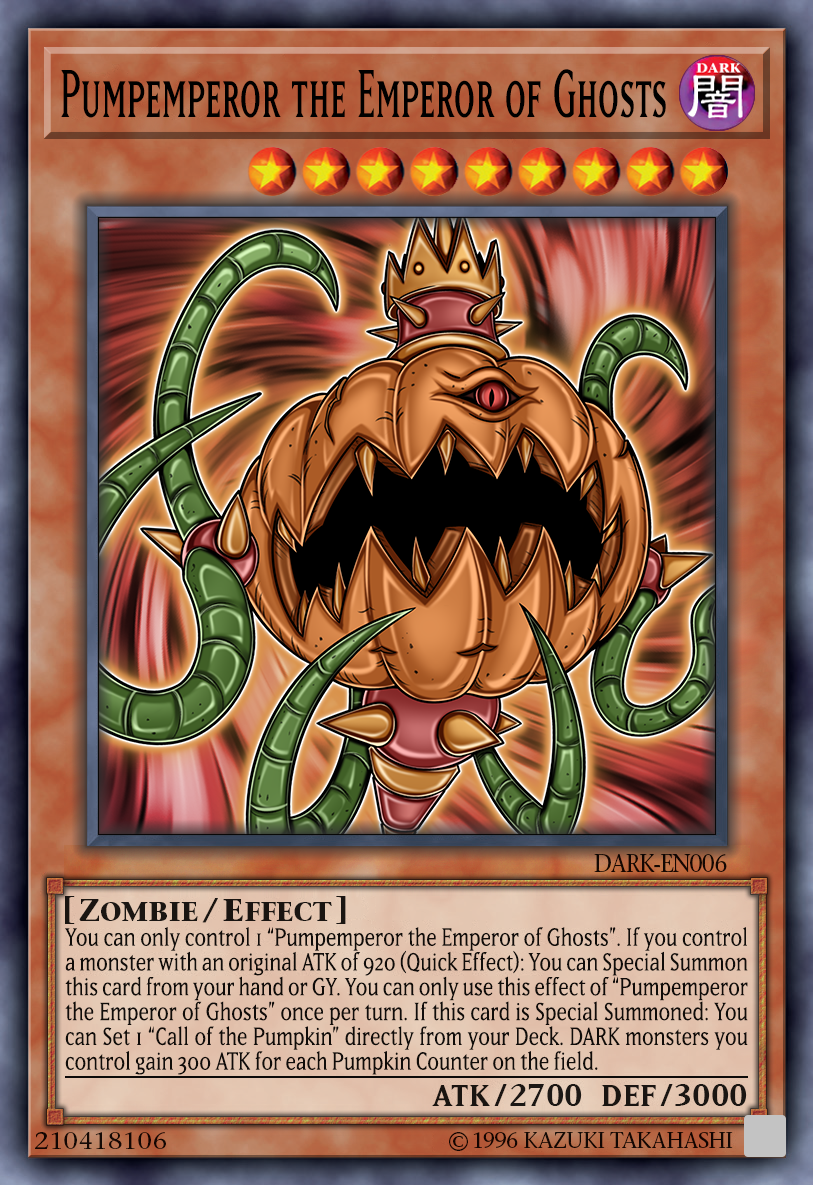 Pumpemperor the Emperor of Ghosts
DARK
闇
DARK-EN006
[Zombie/Effect]
You can only control 1 “Pumpemperor the Emperor of Ghosts”. If you control
a monster with an original ATK of 920 (Quick Effect): You can Special Summon
this card from your hand or GY. You can only use this effect of “Pumpemperor
the Emperor of Ghosts” once per turn. If this card is Special Summoned: You
can Set 1 “Call of the Pumpkin” directly from your Deck. DARK monsters you
control gain 300 ATK for each Pumpkin Counter on the field.
ATK/2700 DEF/3000
210418106
© 1996 KAZUKI TAKAHASHI